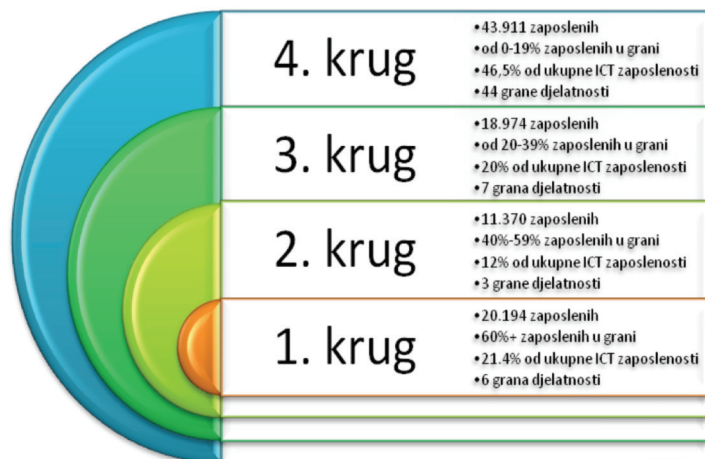 4. krug
•43.911 zaposlenih
•od 0-19% zaposlenih u grani
•46,5% od ukupne ICT zaposlenosti
•44 grane djelatnosti
3. krug
•18.974 zaposlenih
•od 20-39% zaposlenih u grani
•20% od ukupne ICT zaposlenosti
•7 grana djelatnosti
2. krug
•11.370 zaposlenih
•40%-59% zaposlenih u grani
•12% od ukupne ICT zaposlenosti
•3 grane djelatnosti
1. krug
•20.194 zaposlenih
•60%+ zaposlenih u grani
•21.4% od ukupne ICT zaposlenosti
•6 grana djelatnosti